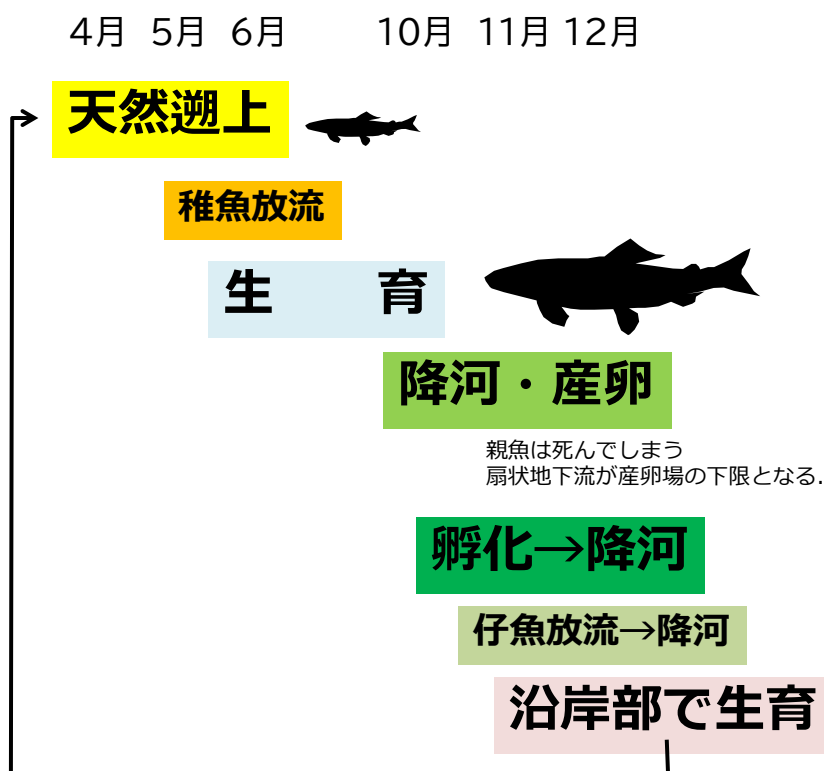 4月 5月 6月 10月 11月 12月
天然遡上
稚魚放流
生 育
降河・産卵
親魚は死んでしまう
扇状地下流が産卵場の下限となる.
孵化→降河
仔魚放流→降河
沿岸部で生育